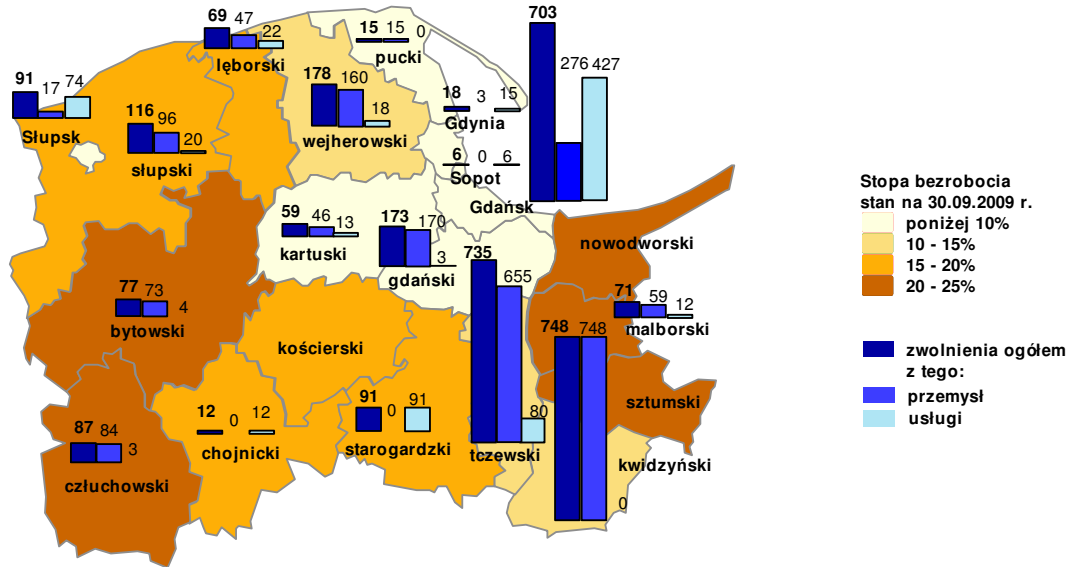 69 47 22
lęborski
15 15 0
pucki
703
276 427
Gdańsk
91 17 74
Słupsk
116 96 20
słupski
178 160 18
wejherowski
18 3 15
Gdynia
6 0 6
Sopot
59 46 13
kartuski
173 170 3
gdański
735 655 80
tczewski
nowodworski
71 59 12
malborski
77 73 4
bytowski
kościerski
748 748 0
kwidzyński
sztumski
87 84 3
człuchowski
12 0 12
chojnicki
91 0 91
starogardzki
Stopa bezrobocia
stan na 30.09.2009 r.
poniżej 10%
10 - 15%
15 - 20%
20 - 25%
zwolnienia ogółem
z tego:
przemysł
usługi